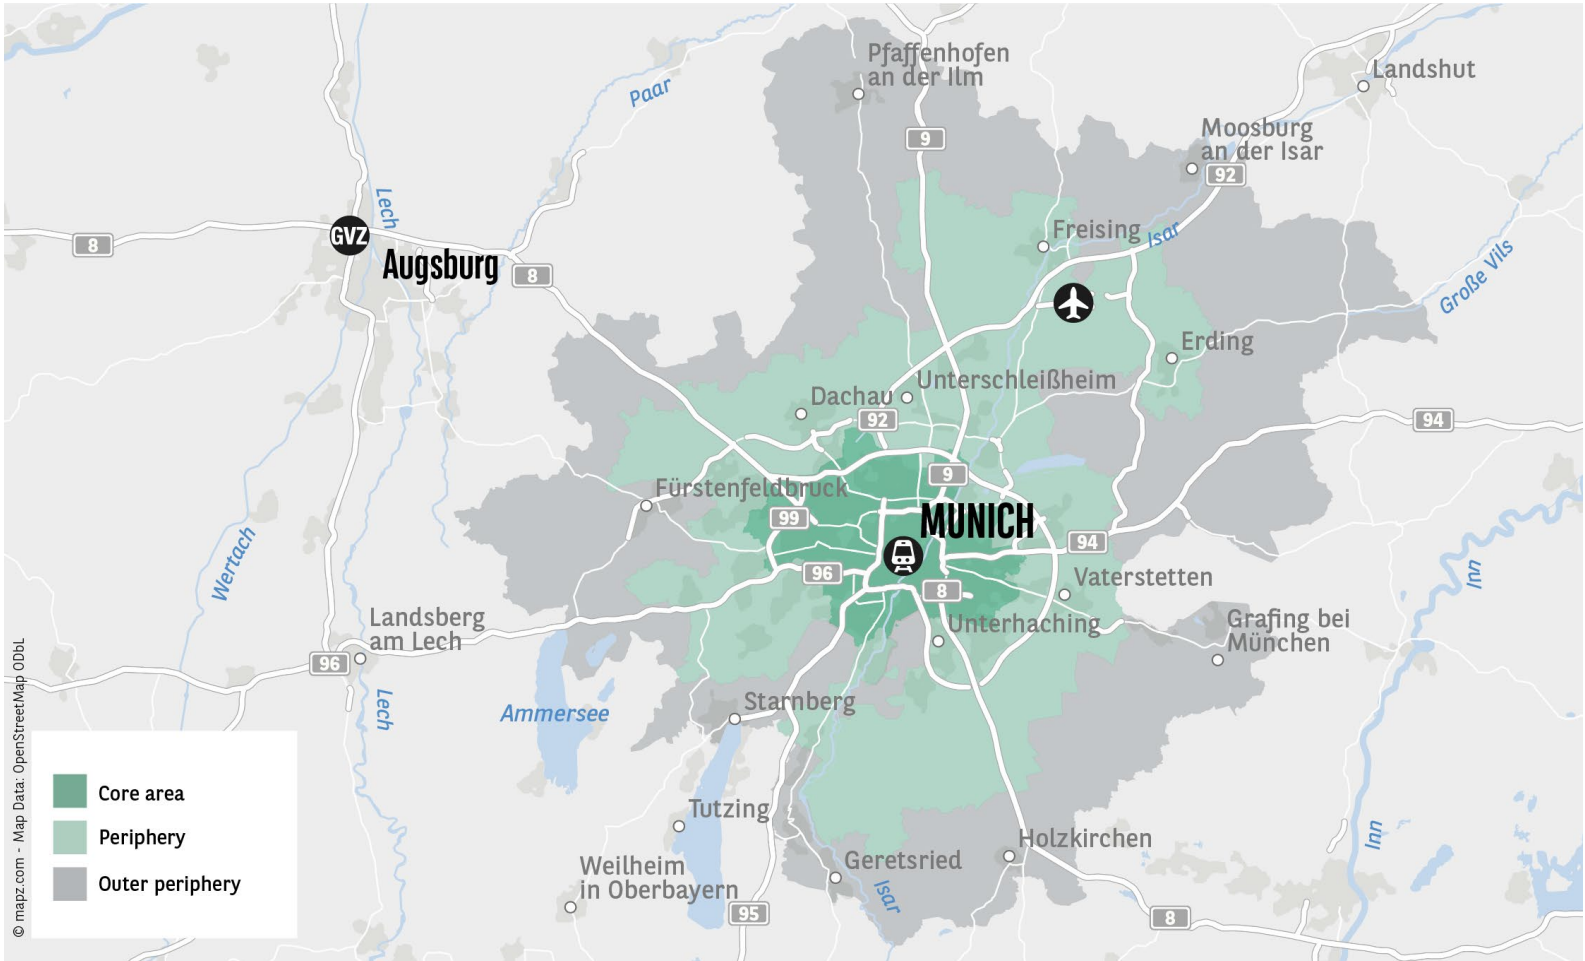 Pfaffenhofen
an der Ilm
Landshut
Paar
9
Moosburg
an der Isar
92
Lech
GVZ
8
Augsburg
8
Freising
Isar
Große Vils
Erding
Unterschleißheim
Dachau
92
94
9
Fürstenfeldbruck
99
MUNICH
94
96
8
Vaterstetten
Wertach
Inn
Landsberg
am Lech
96
Unterhaching
Grafing bei
München
Lech
Ammersee
Starnberg
Tutzing
Holzkirchen
Geretsried
Weilheim
in Oberbayern
Isar
95
8
Inn
Core area
Periphery
Outer periphery
© mapz.com - Map Data: OpenStreetMap ODbL